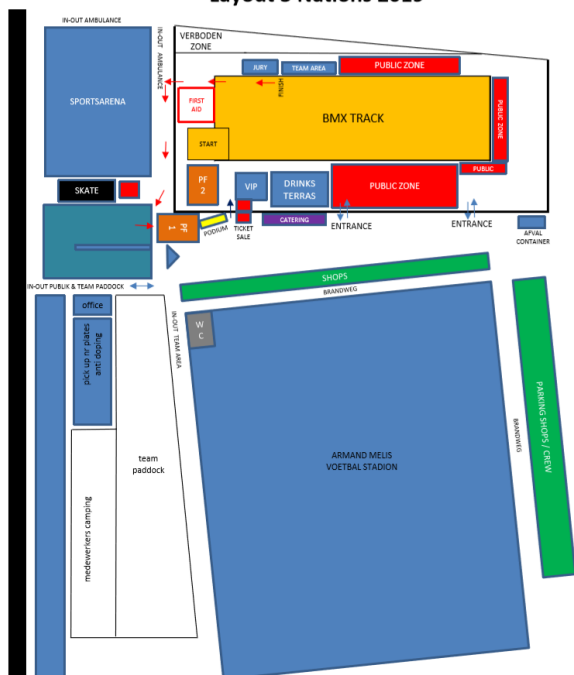 Layout 3 Nations 2019
IN-OUT AMBULANCE
VERBODEN
ZONE
IN-OUT AMBULANCE
JURY
TEAM AREA
PUBLIC ZONE
SPORTSARENA
FIRST
AID
FINISH
BMX TRACK
PUBLIC ZONE
START
PUBLIC
SKATE
PF
2
VIP
DRINKS
TERRAS
PUBLIC ZONE
PF
1
PODIUM
TICKET
SALE
CATERING
ENTRANCE
ENTRANCE
AFVAL
CONTAINER
SHOPS
BRANDWEG
IN-OUT PUBLIK & TEAM PADDOCK
office
pick up nr plates
anti doping
IN-OUT TEAM AREA
WC
PARKING SHOPS / CREW
BRANDWEG
team
paddock
ARMAND MELIS
VOETBAL STADION
medewerkers camping